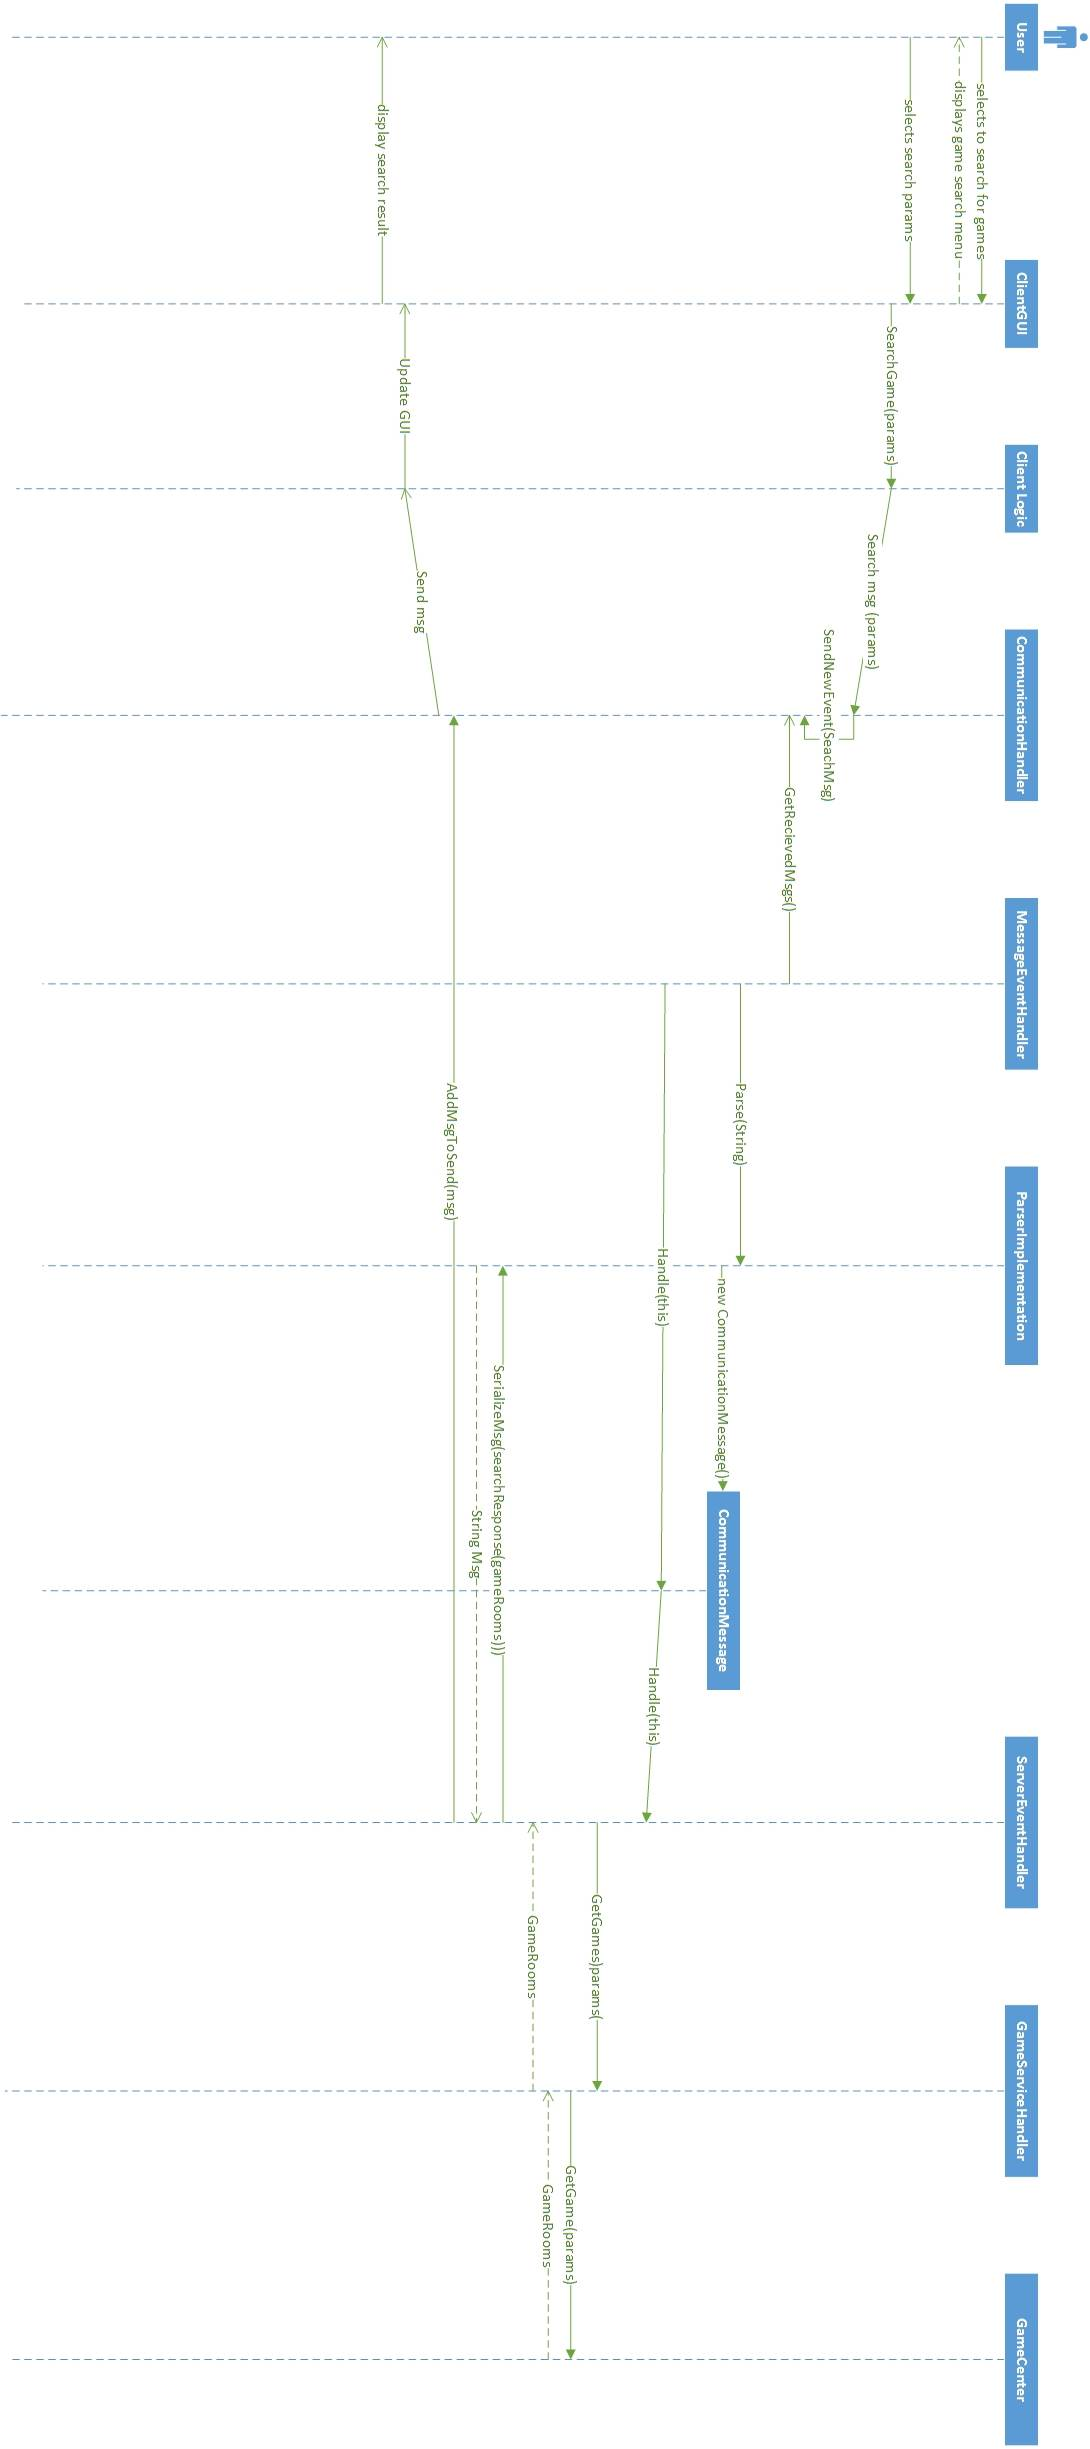 User
ClientGUI
Client Logic
CommunicationHandler
MessageEventHandler
ParserImplementation
ServerEventHandler
GameServiceHandler
GameCenter
selects to search for games
displays game search menu
selects search params
SearchGame(params)
Search msg (params)
SendNewEvent(SeachMsg)
GetRecievedMsgs()
Parse(String)
new CommunicationMessage()
CommunicationMessage
Handle(this)
Handle(this)
GetGames)params(
GetGame(params)
GameRooms
GameRooms
SerializeMsg(searchResponse(gameRooms)))
String Msg
AddMsgToSend(msg)
Send msg
Update GUI
display search result